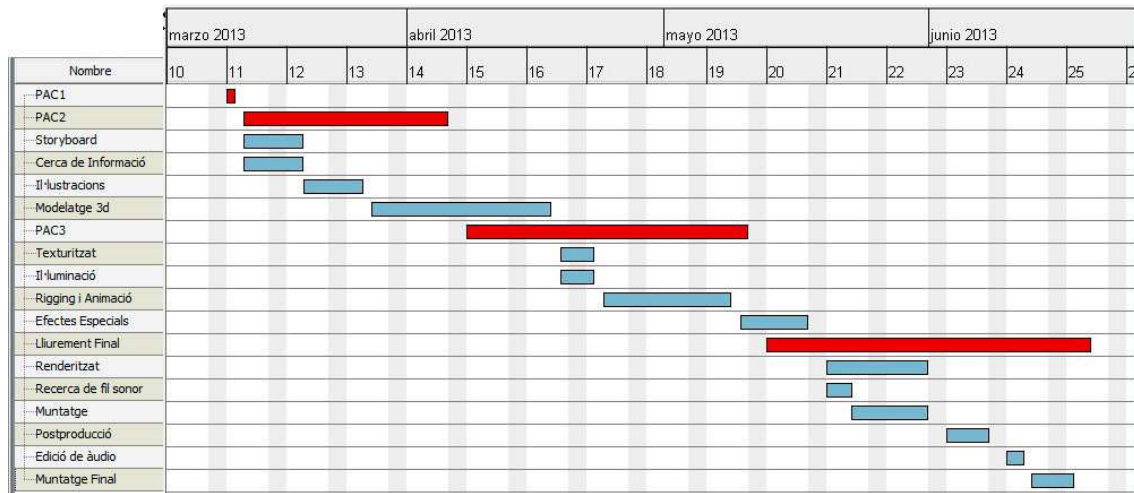 marzo 2013 abril 2013 mayo 2013 junio 2013
Nombre 10 11 12 13 14 15 16 17 18 19 20 21 22 23 24 25
PAC1
PAC2
Storyboard
Cerca de Informació
Il·lustracions
Modelatge 3d
PAC3
Texturitzat
Il·luminació
Rigging i Animació
Efectes Especials
Lliurement Final
Renderitzat
Recerca de fil sonor
Muntatge
Postproducció
Edició de àudio
Muntatge Final